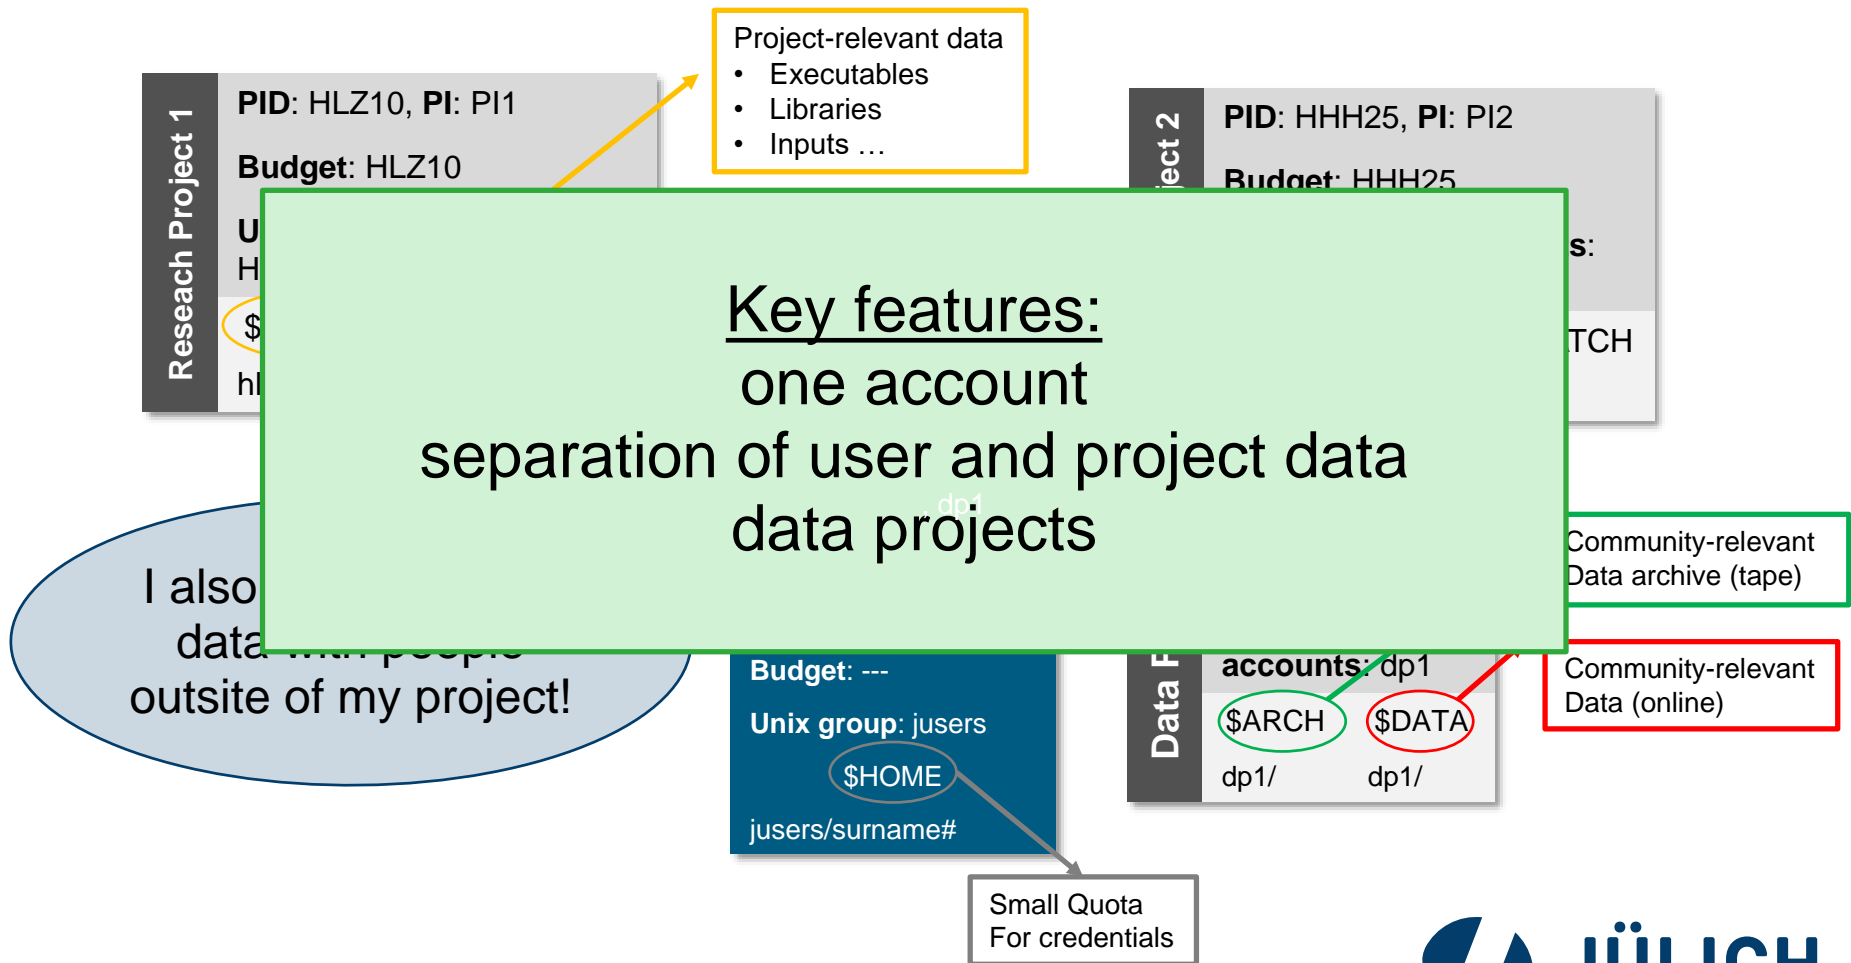 Project-relevant data
• Executables
• Libraries
• Inputs …
Reseach Project 1
PID: HLZ10, PI: PI1
Budget: HLZ10
U
H
$
hl
ject 2
PID: HHH25, PI: PI2
Budget: HHH25
s:
TCH
Key features:
one account
separation of user and project data
, dp1
data projects
I also
data with people
outsite of my project!
Community-relevant
Data archive (tape)
Community-relevant
Data (online)
Budget: ---
Unix group: jusers
$HOME
jusers/surname#
Data
accounts: dp1
$ARCH $DATA
dp1/ dp1/
Small Quota
For credentials
JÜLICH